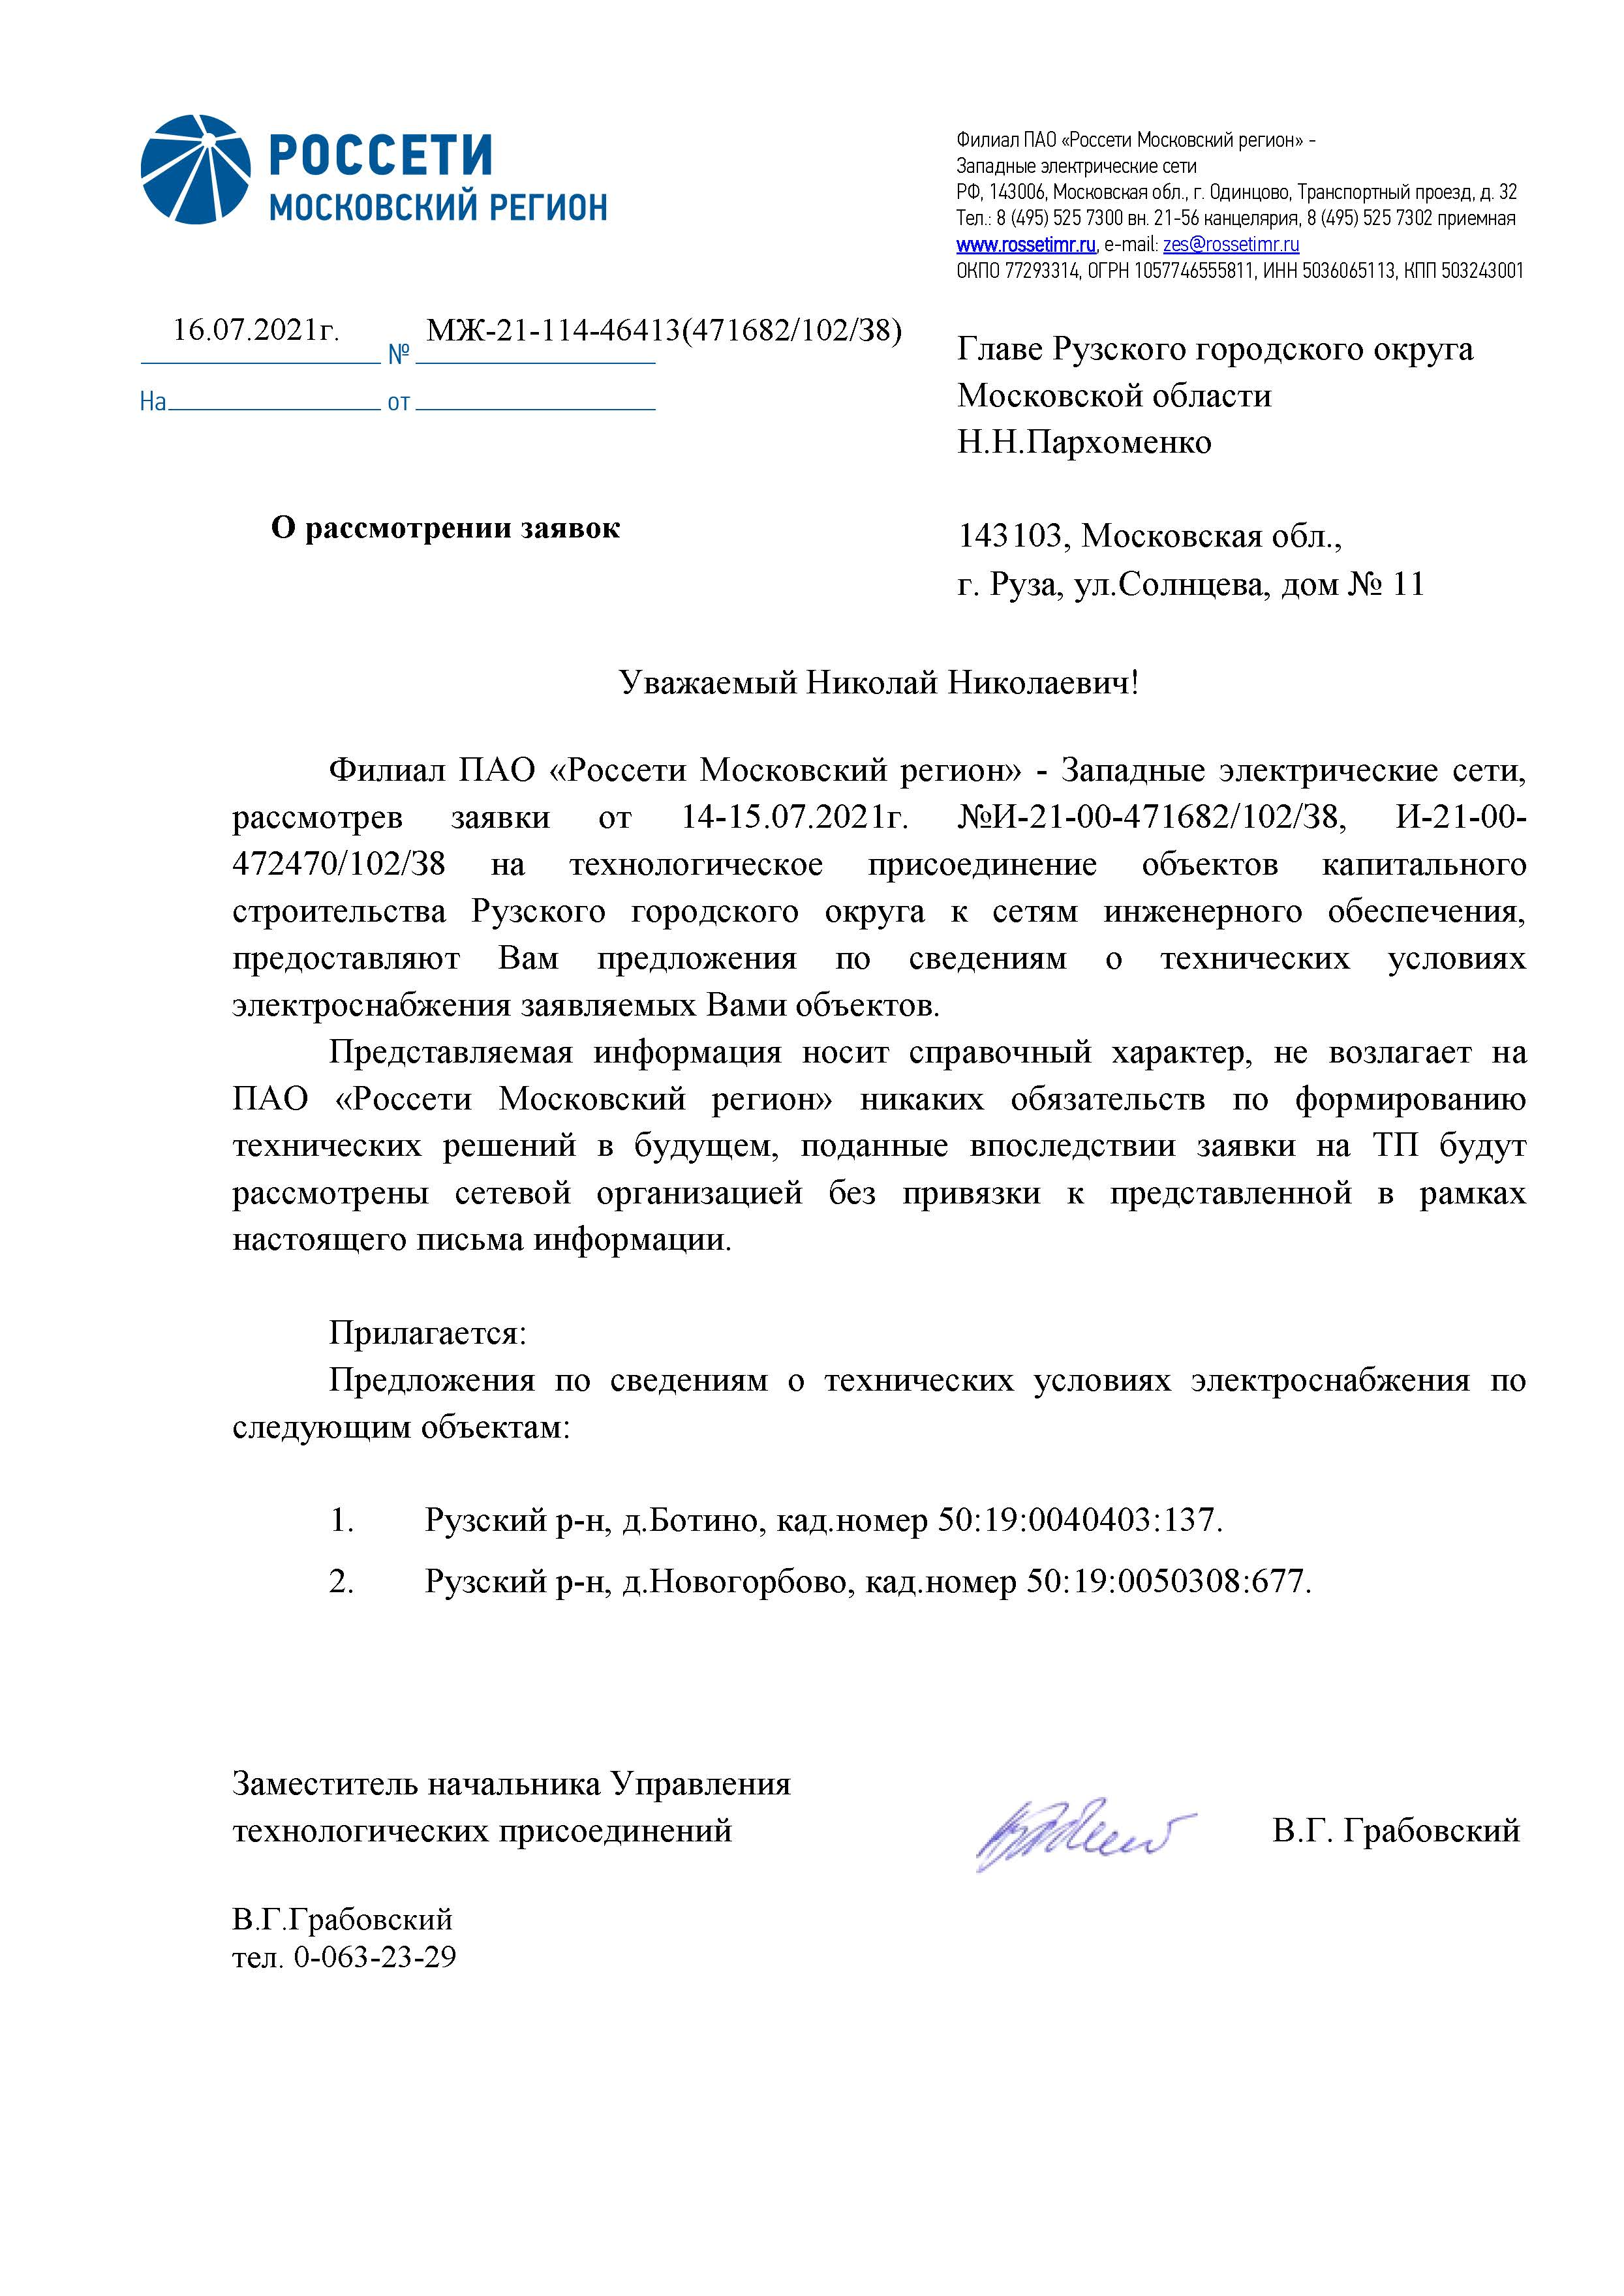 РОССЕТИ
МОСКОВСКИЙ РЕГИОН
Филиал ПАО «Россети Московский регион» -
Западные электрические сети
РФ, 143006, Московская обл., г. Одинцово, Транспортный проезд, д. 32
Тел.: 8 (495) 525 7300 вн. 21-56 канцелярия, 8 (495) 525 7302 приемная
www.rossetimr.ru, e-mail: zes@rossetimr.ru
ОКПО 77293314, ОГРН 1057746555811, ИНН 5036065113, КПП 503243001
16.07.2021г. № МЖ-21-114-46413(471682/102/З8)
На от
Главе Рузского городского округа
Московской области
Н.Н.Пархоменко
О рассмотрении заявок
143103, Московская обл.,
г. Руза, ул.Солнцева, дом № 11
Уважаемый Николай Николаевич!
Филиал ПАО «Россети Московский регион» - Западные электрические сети,
рассмотрев заявки от 14-15.07.2021г. №И-21-00-471682/102/З8, И-21-00-
472470/102/З8 на технологическое присоединение объектов капитального
строительства Рузского городского округа к сетям инженерного обеспечения,
предоставляют Вам предложения по сведениям о технических условиях
электроснабжения заявляемых Вами объектов.
Представляемая информация носит справочный характер, не возлагает на
ПАО «Россети Московский регион» никаких обязательств по формированию
технических решений в будущем, поданные впоследствии заявки на ТП будут
рассмотрены сетевой организацией без привязки к представленной в рамках
настоящего письма информации.
Прилагается:
Предложения по сведениям о технических условиях электроснабжения по
следующим объектам:
1. Рузский р-н, д.Ботино, кад.номер 50:19:0040403:137.
2. Рузский р-н, д.Новогорбово, кад.номер 50:19:0050308:677.
Заместитель начальника Управления
технологических присоединений В.Г. Грабовский
В.Г.Грабовский
тел. 0-063-23-29